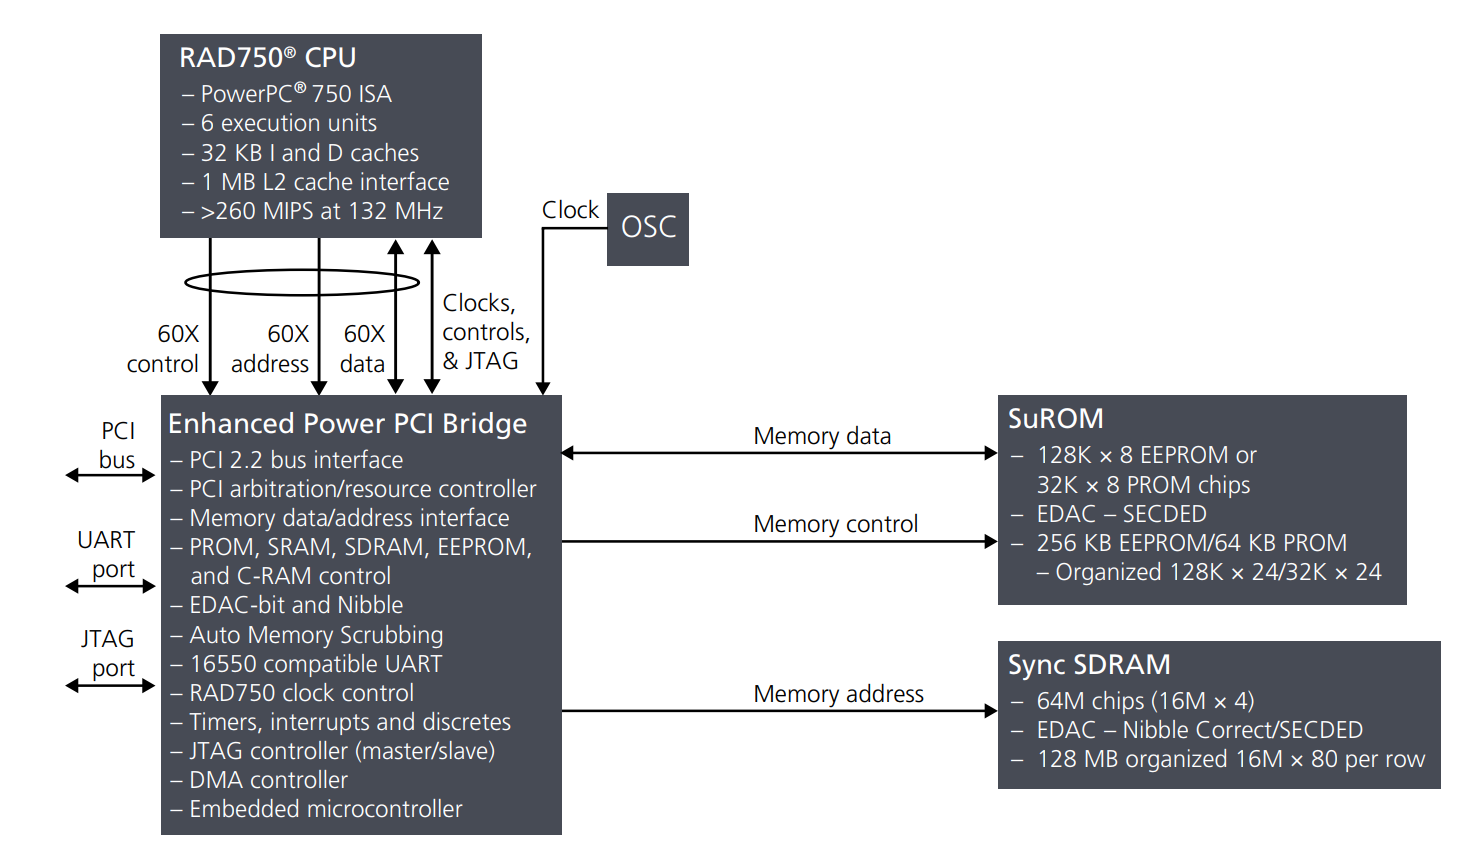 RAD750® CPU
– PowerPC® 750 ISA
– 6 execution units
– 32 KB I and D caches
– 1 MB L2 cache interface
– >260 MIPS at 132 MHz
Clock
OSC
60X
control
60X
address
60X
data
Clocks,
controls,
& JTAG
PCI
bus
UART
port
JTAG
port
Enhanced Power PCI Bridge
– PCI 2.2 bus interface
– PCI arbitration/resource controller
– Memory data/address interface
– PROM, SRAM, SDRAM, EEPROM,
and C-RAM control
– EDAC-bit and Nibble
– Auto Memory Scrubbing
– 16550 compatible UART
– RAD750 clock control
– Timers, interrupts and discretes
– JTAG controller (master/slave)
– DMA controller
– Embedded microcontroller
Memory data
Memory control
Memory address
SuROM
– 128K × 8 EEPROM or
32K × 8 PROM chips
– EDAC – SECDED
– 256 KB EEPROM/64 KB PROM
– Organized 128K × 24/32K × 24
Sync SDRAM
– 64M chips (16M × 4)
– EDAC – Nibble Correct/SECDED
– 128 MB organized 16M × 80 per row